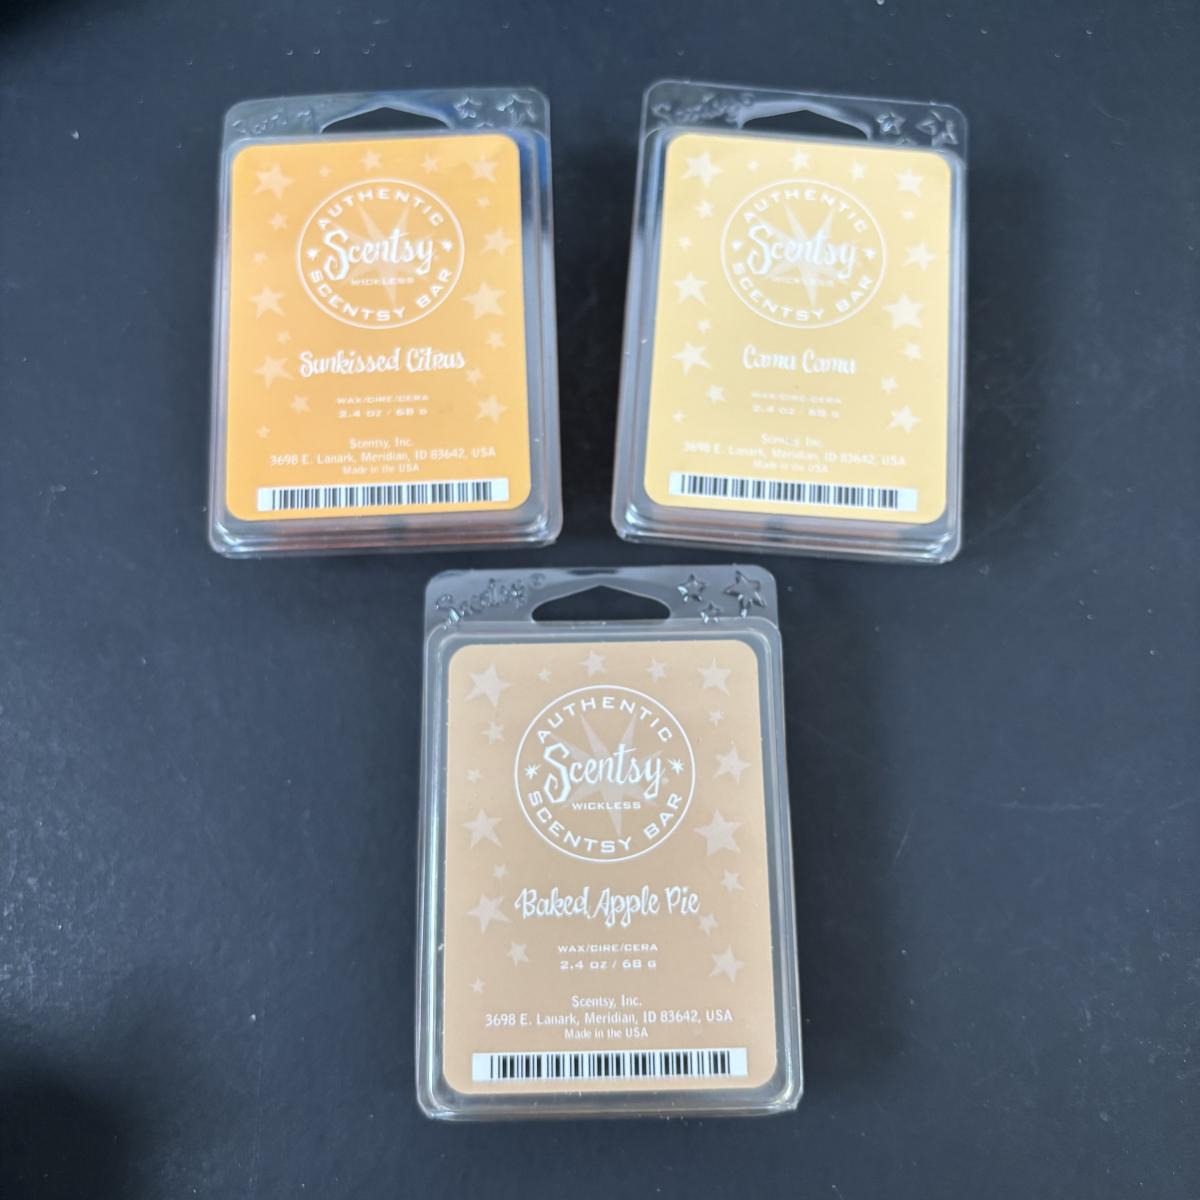 Scentsy
AUTHENTIC
Scentsy
WICKLESS
SCENTSY BAR
Sunkissed Citrus
WAX/CIRE/CERA
2.4 OZ / 68 G
Scentsy, Inc.
3698 E. Lanark, Meridian, ID 83642, USA
Made in the USA
Scentsy
AUTHENTIC
Scentsy
WICKLESS
SCENTSY BAR
Camu Camu
WAX/CIRE/CERA
2.4 OZ / 68 G
Scentsy, Inc.
3698 E. Lanark, Meridian, ID 83642, USA
Made in the USA
Scentsy®
AUTHENTIC
Scentsy
WICKLESS
SCENTSY BAR
Baked Apple Pie
WAX/CIRE/CERA
2.4 OZ / 68 G
Scentsy, Inc.
3698 E. Lanark, Meridian, ID 83642, USA
Made in the USA